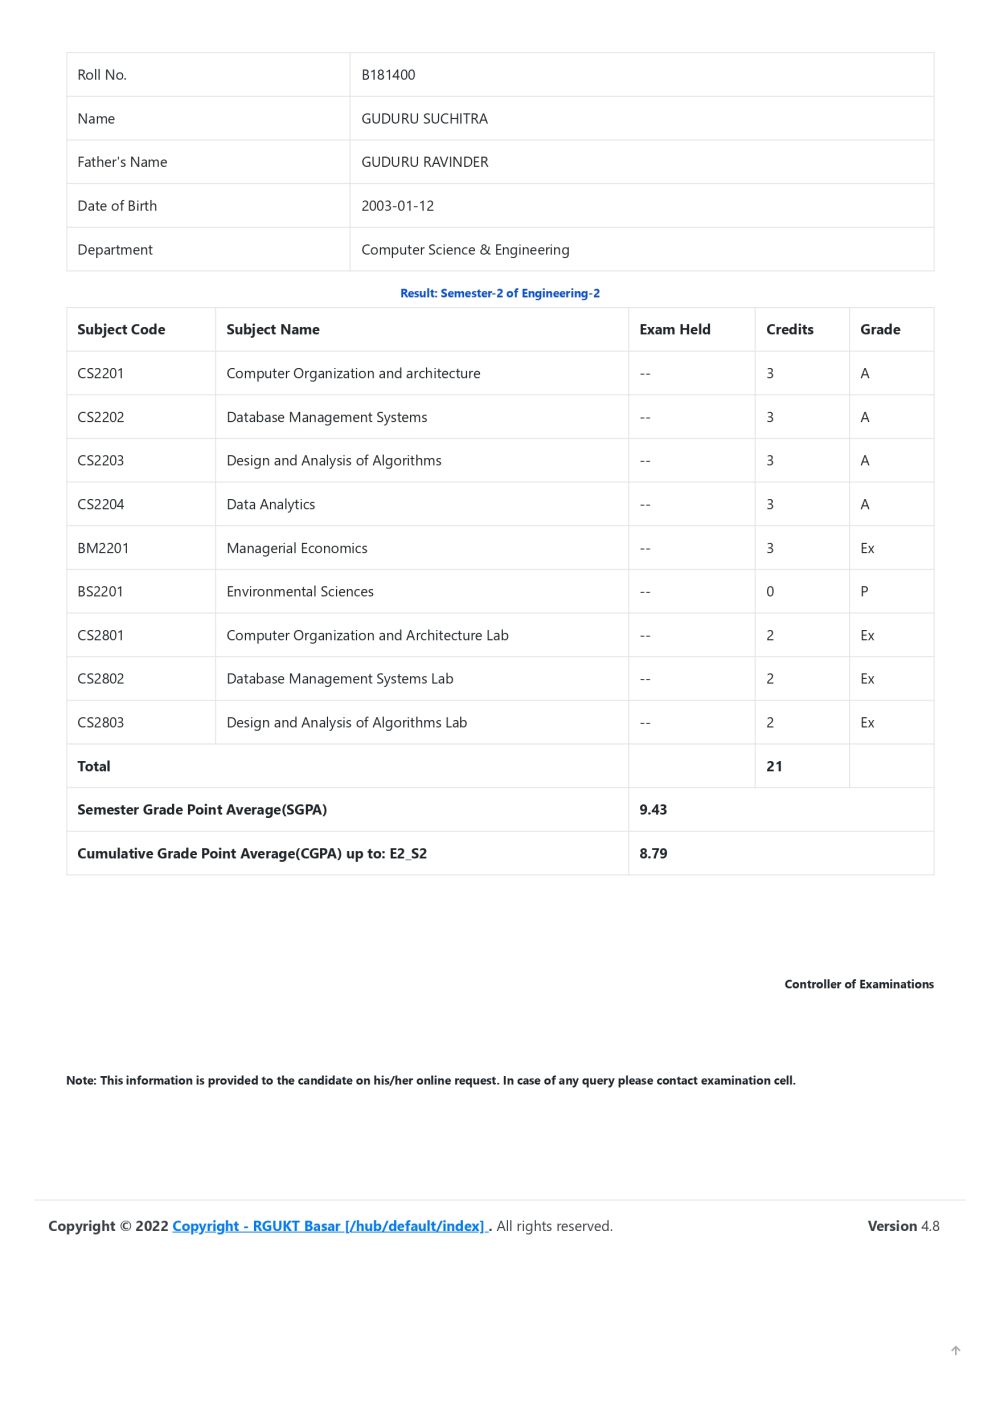 Roll No. B181400
Name GUDURU SUCHITRA
Father's Name GUDURU RAVINDER
Date of Birth 2003-01-12
Department Computer Science & Engineering
Result: Semester-2 of Engineering-2
Subject Code Subject Name Exam Held Credits Grade
CS2201 Computer Organization and architecture -- 3 A
CS2202 Database Management Systems -- 3 A
CS2203 Design and Analysis of Algorithms -- 3 A
CS2204 Data Analytics -- 3 A
BM2201 Managerial Economics -- 3 Ex
BS2201 Environmental Sciences -- 0 P
CS2801 Computer Organization and Architecture Lab -- 2 Ex
CS2802 Database Management Systems Lab -- 2 Ex
CS2803 Design and Analysis of Algorithms Lab -- 2 Ex
Total 21
Semester Grade Point Average(SGPA) 9.43
Cumulative Grade Point Average(CGPA) up to: E2_S2 8.79
Controller of Examinations
Note: This information is provided to the candidate on his/her online request. In case of any query please contact examination cell.
Copyright © 2022 Copyright - RGUKT Basar [/hub/default/index] . All rights reserved. Version 4.8